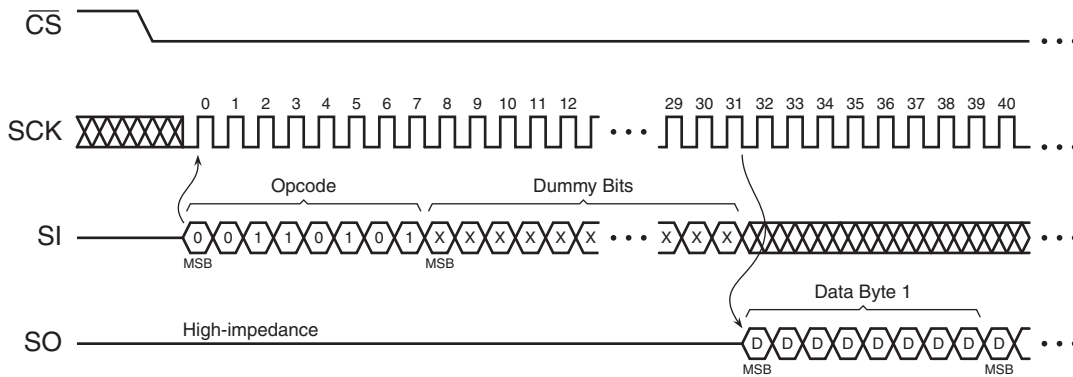 CS
0 1 2 3 4 5 6 7 8 9 10 11 12 29 30 31 32 33 34 35 36 37 38 39 40
SCK
Opcode Dummy Bits
SI 0 0 1 1 0 1 0 1 X X X X X X X X X
MSB MSB
Data Byte 1
High-impedance
SO D D D D D D D D D
MSB MSB